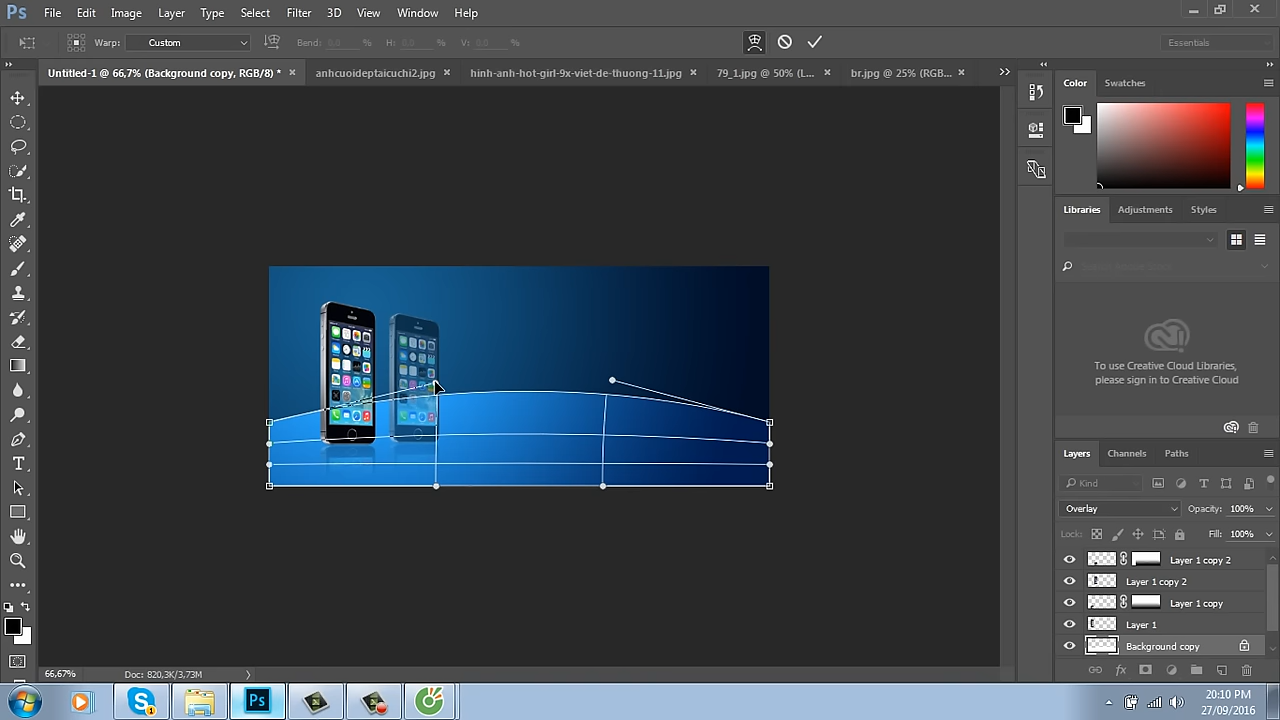 Ps File Edit Image Layer Type Select Filter 3D View Window Help
Warp: Custom Bend: 0,0 % H: 0,0 % V: 0,0 % Essentials
Untitled-1 @ 66,7% (Background copy, RGB/8) * × anhcuoideptaicuchi2.jpg × hinh-anh-hot-girl-9x-viet-de-thuong-11.jpg × 79_1.jpg @ 50% (L... × br.jpg @ 25% (RGB... ×
Color Swatches
Libraries Adjustments Styles
To use Creative Cloud Libraries,
please sign in to Creative Cloud
Layers Channels Paths
Kind
Overlay Opacity: 100%
Lock: Fill: 100%
Layer 1 copy 2
Layer 1 copy 2
Layer 1 copy
Layer 1
Background copy
66,67% Doc: 820,3K/3,73M
Ps
20:10 PM
27/09/2016